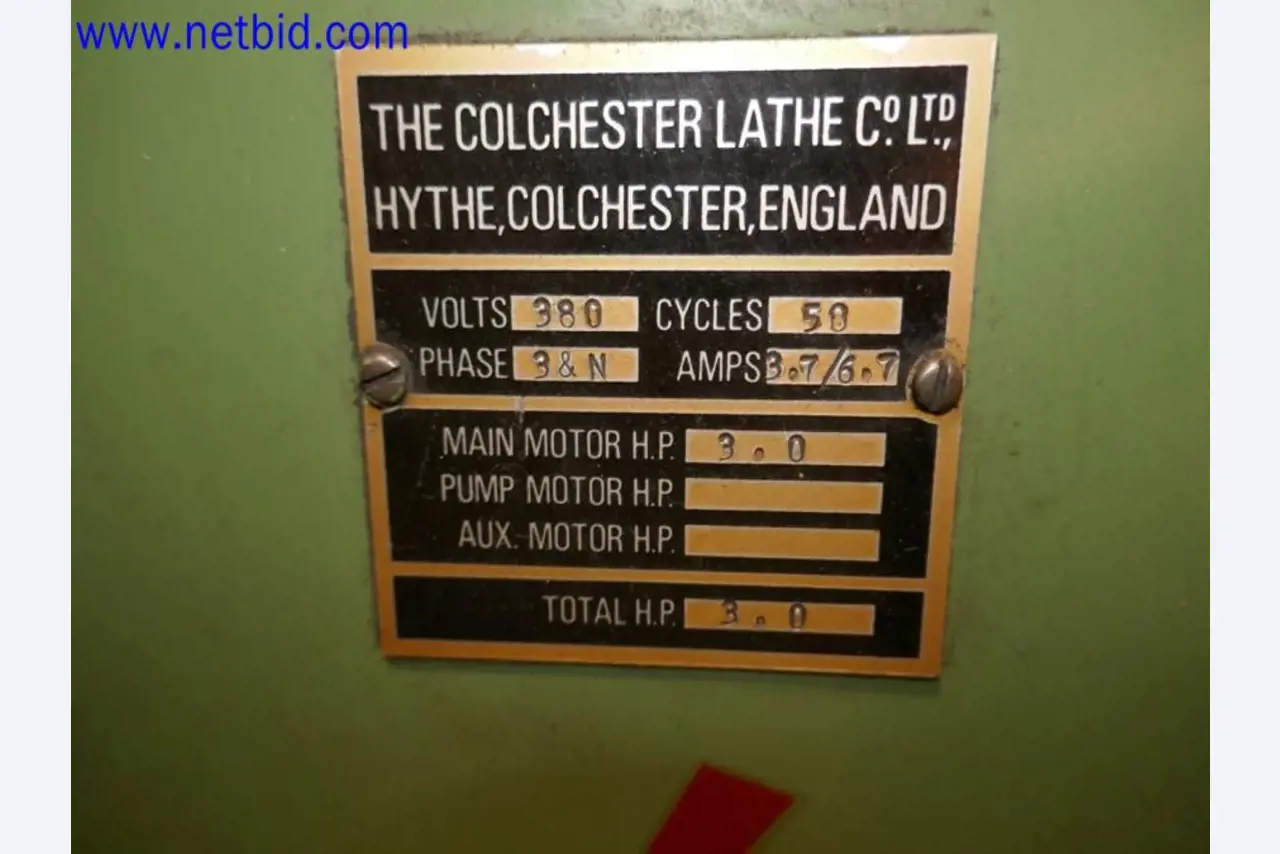 www.netbid.com
THE COLCHESTER LATHE CO. LTD.,
HYTHE, COLCHESTER, ENGLAND
VOLTS 380 CYCLES 50
PHASE 3 & N AMPS 3.7/6.7
MAIN MOTOR H.P. 3.0
PUMP MOTOR H.P.
AUX. MOTOR H.P.
TOTAL H.P. 3.0